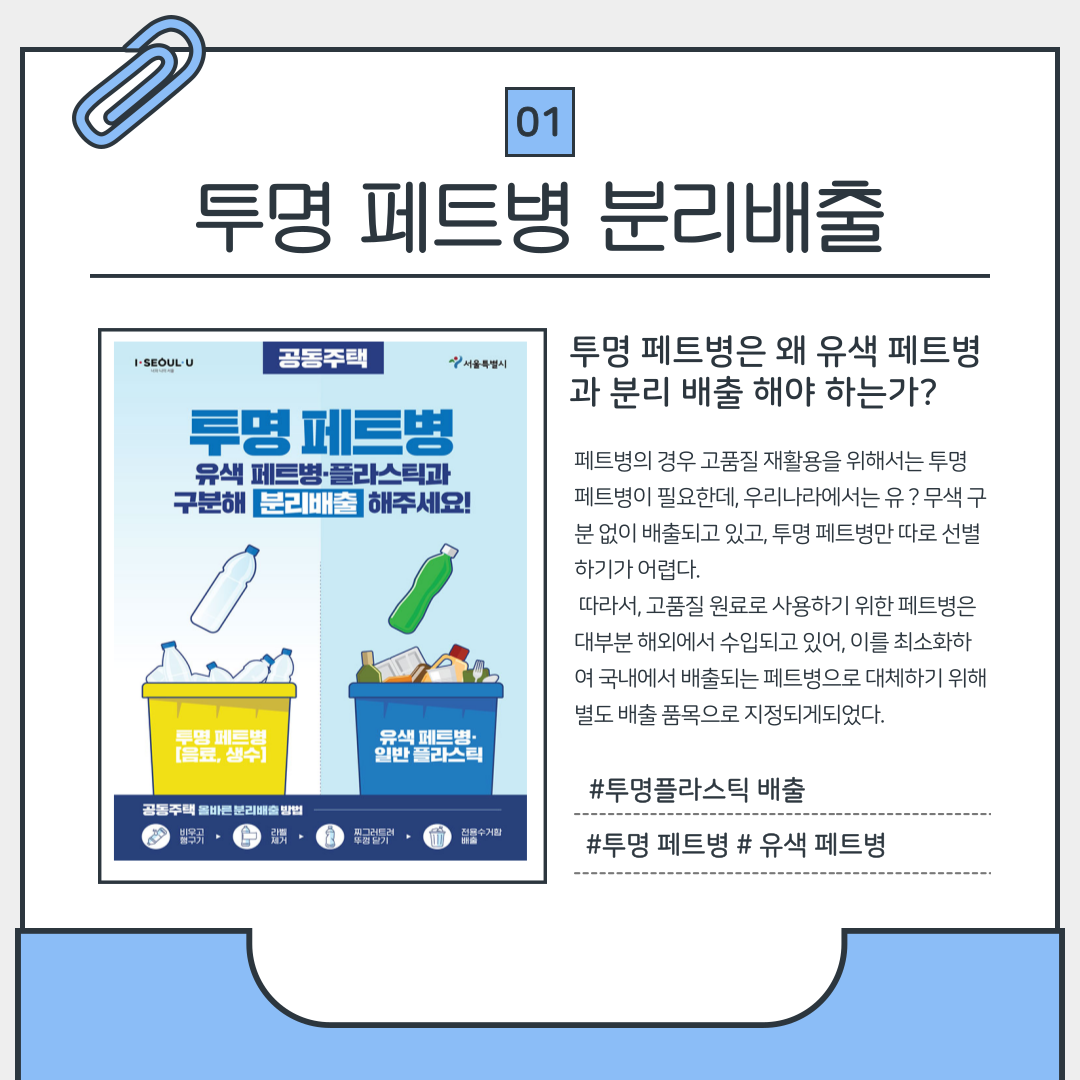 01
투명 페트병 분리배출
I·SEOUL·U
공동주택
서울특별시
투명 페트병
유색 페트병·플라스틱과
구분해 분리배출 해주세요!
투명 페트병
[음료, 생수]
유색 페트병·
일반 플라스틱
공동주택 올바른 분리배출 방법
비우고
헹구기
라벨
제거
찌그러트려
뚜껑 닫기
전용수거함
배출
투명 페트병은 왜 유색 페트병
과 분리 배출 해야 하는가?
페트병의 경우 고품질 재활용을 위해서는 투명
페트병이 필요한데, 우리나라에서는 유 ? 무색 구
분 없이 배출되고 있고, 투명 페트병만 따로 선별
하기가 어렵다.
따라서, 고품질 원료로 사용하기 위한 페트병은
대부분 해외에서 수입되고 있어, 이를 최소화하
여 국내에서 배출되는 페트병으로 대체하기 위해
별도 배출 품목으로 지정되게되었다.
#투명플라스틱 배출
#투명 페트병 # 유색 페트병